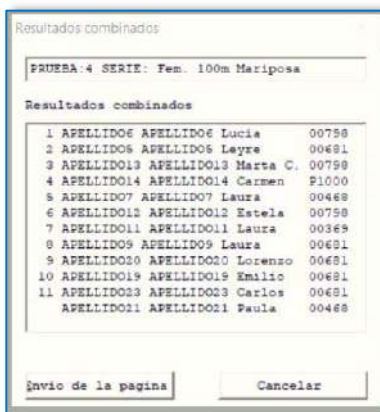 Resultados combinados
PRUEBA:4 SERIE: Fem. 100m Mariposa
Resultados combinados
1 APELLIDO6 APELLIDO6 Lucia 00798
2 APELLIDO5 APELLIDO5 Leyre 00681
3 APELLIDO13 APELLIDO13 Marta C. 00798
4 APELLIDO14 APELLIDO14 Carmen P1000
5 APELLIDO7 APELLIDO7 Laura 00468
6 APELLIDO12 APELLIDO12 Estela 00798
7 APELLIDO11 APELLIDO11 Laura 00369
8 APELLIDO9 APELLIDO9 Laura 00681
9 APELLIDO20 APELLIDO20 Lorenzo 00681
10 APELLIDO19 APELLIDO19 Emilio 00681
11 APELLIDO23 APELLIDO23 Carlos 00681
APELLIDO21 APELLIDO21 Paula 00468
Envio de la pagina Cancelar